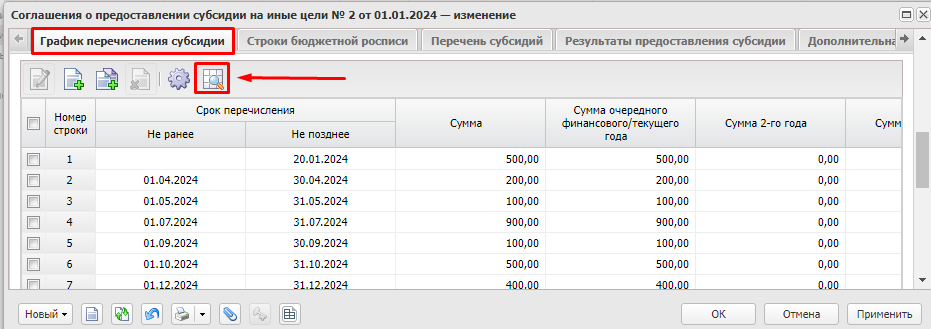 Соглашения о предоставлении субсидии на иные цели № 2 от 01.01.2024 — изменение
График перечисления субсидии Строки бюджетной росписи Перечень субсидий Результаты предоставления субсидии Дополнительна
Номер строки Срок перечисления Не ранее Не позднее Сумма Сумма очередного финансового/текущего года Сумма 2-го года Сумм
1 20.01.2024 500,00 500,00 0,00
2 01.04.2024 30.04.2024 200,00 200,00 0,00
3 01.05.2024 31.05.2024 100,00 100,00 0,00
4 01.07.2024 31.07.2024 900,00 900,00 0,00
5 01.09.2024 30.09.2024 100,00 100,00 0,00
6 01.10.2024 31.10.2024 500,00 500,00 0,00
7 01.12.2024 31.12.2024 400,00 400,00 0,00
Новый ОК Отмена Применить